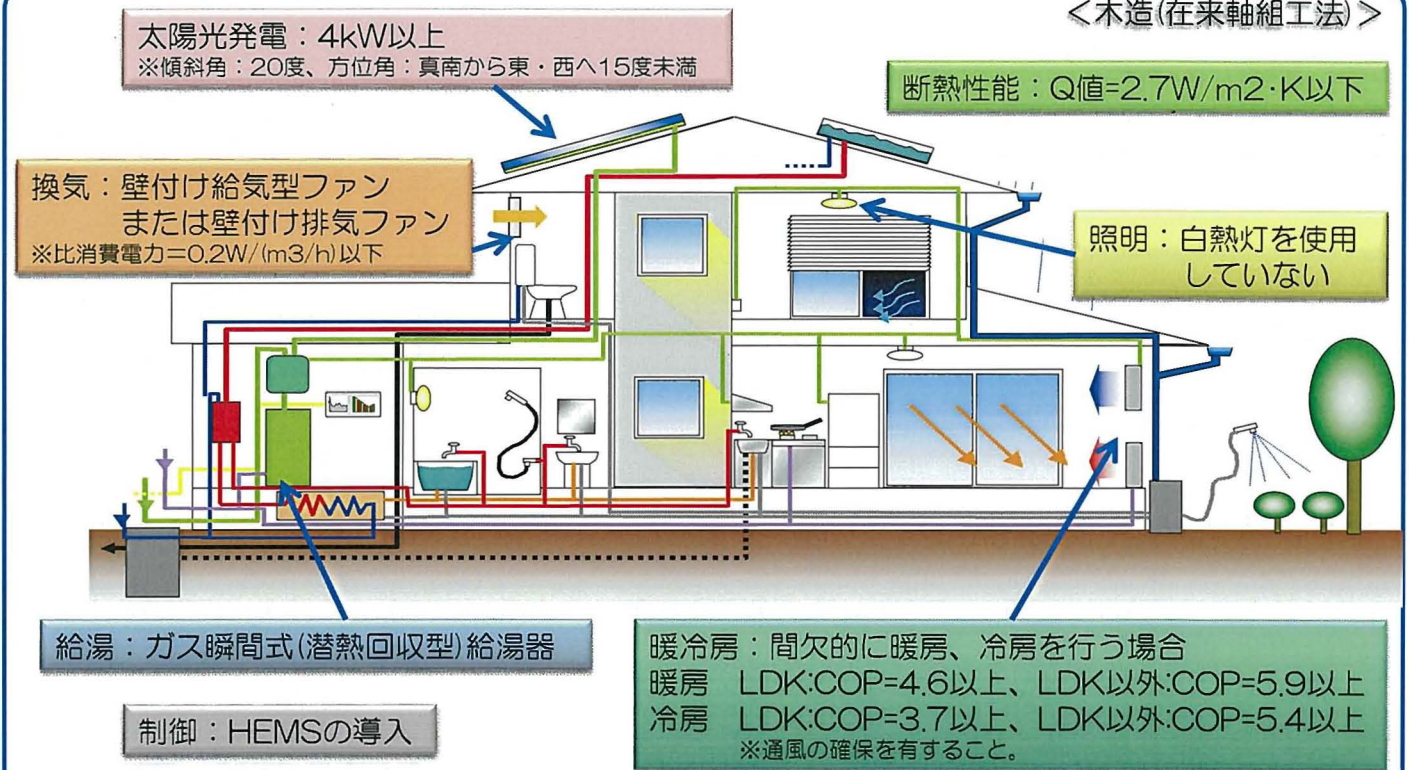 <木造(在来軸組工法)>
太陽光発電：4kW以上
※傾斜角：20度、方位角：真南から東・西へ15度未満
断熱性能：Q値=2.7W/m2・K以下
換気：壁付け給気型ファン
または壁付け排気ファン
※比消費電力=0.2W/(m3/h)以下
照明：白熱灯を使用
していない
給湯：ガス瞬間式(潜熱回収型)給湯器
暖冷房：間欠的に暖房、冷房を行う場合
暖房 LDK:COP=4.6以上、LDK以外:COP=5.9以上
冷房 LDK:COP=3.7以上、LDK以外:COP=5.4以上
※通風の確保を有すること。
制御：HEMSの導入